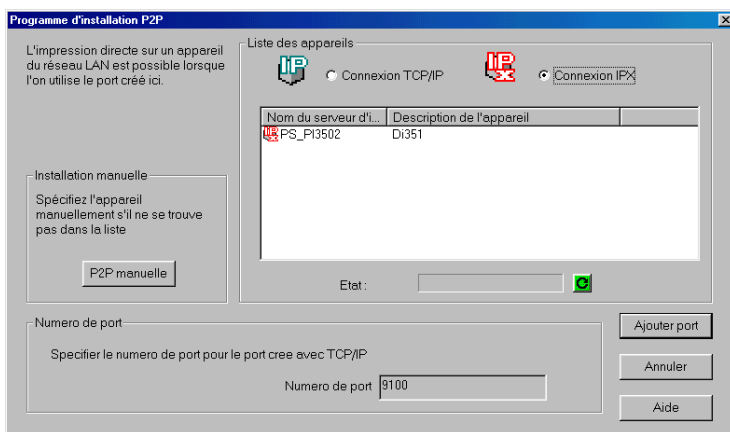 Programme d'installation P2P
L'impression directe sur un appareil
du réseau LAN est possible lorsque
l'on utilise le port créé ici.
Liste des appareils
IP
Connexion TCP/IP
IPX
Connexion IPX
Nom du serveur d'i...
Description de l'appareil
PS_PI3502
Di351
Installation manuelle
Spécifiez l'appareil
manuellement s'il ne se trouve
pas dans la liste
P2P manuelle
Etat :
Numero de port
Specifier le numero de port pour le port cree avec TCP/IP
Numero de port
9100
Ajouter port
Annuler
Aide